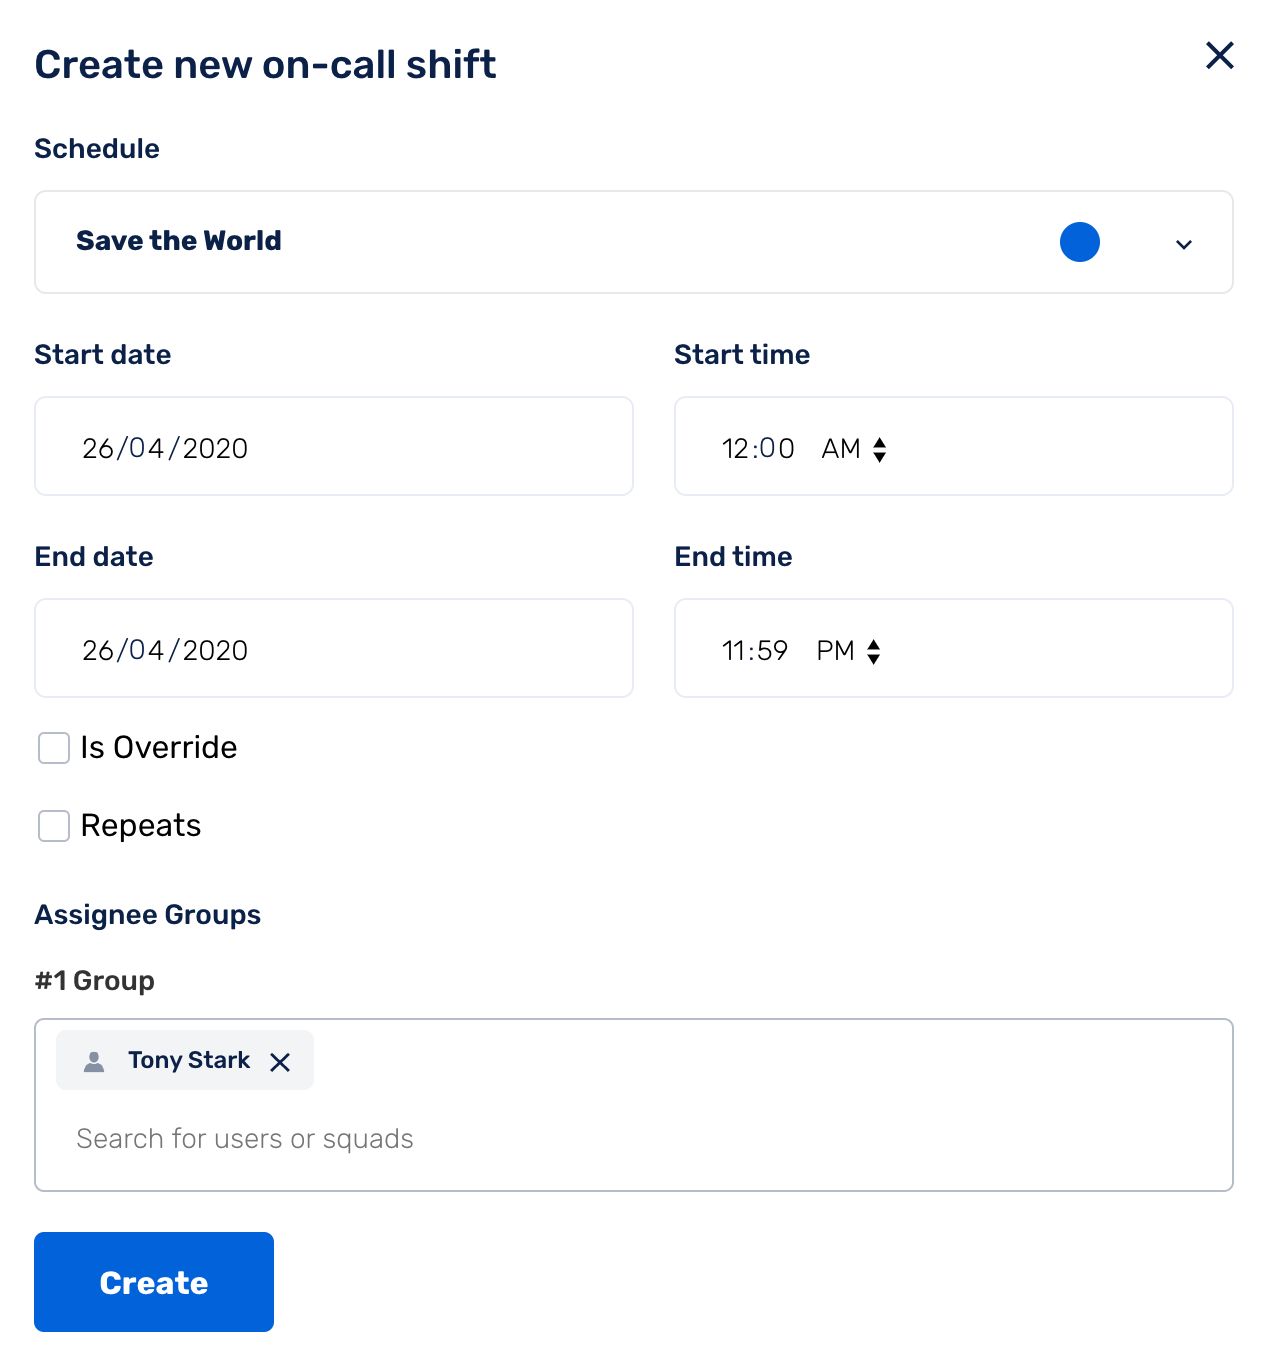 Create new on-call shift
Schedule
Save the World
Start date
Start time
26/04/2020
12:00 AM
End date
End time
26/04/2020
11:59 PM
Is Override
Repeats
Assignee Groups
#1 Group
Tony Stark
Search for users or squads
Create